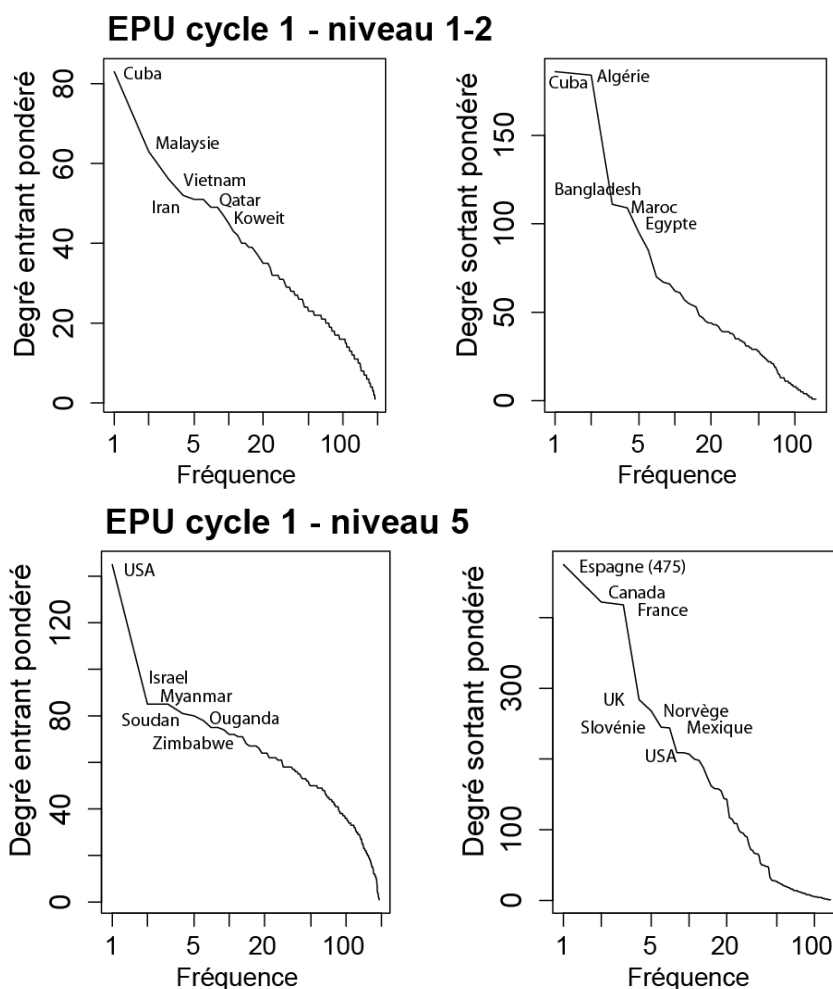 EPU cycle 1 - niveau 1-2
Degré entrant pondéré
80
60
40
20
0
Cuba
Malaysie
Vietnam
Iran
Qatar
Koweit
1 5 20 100
Fréquence
Degré sortant pondéré
150
100
50
0
Cuba
Algérie
Bangladesh
Maroc
Egypte
1 5 20 100
Fréquence
EPU cycle 1 - niveau 5
Degré entrant pondéré
120
80
40
0
USA
Israel
Myanmar
Soudan
Ouganda
Zimbabwe
1 5 20 100
Fréquence
Degré sortant pondéré
300
100
0
Espagne (475)
Canada
France
UK
Norvège
Slovénie
Mexique
USA
1 5 20 100
Fréquence